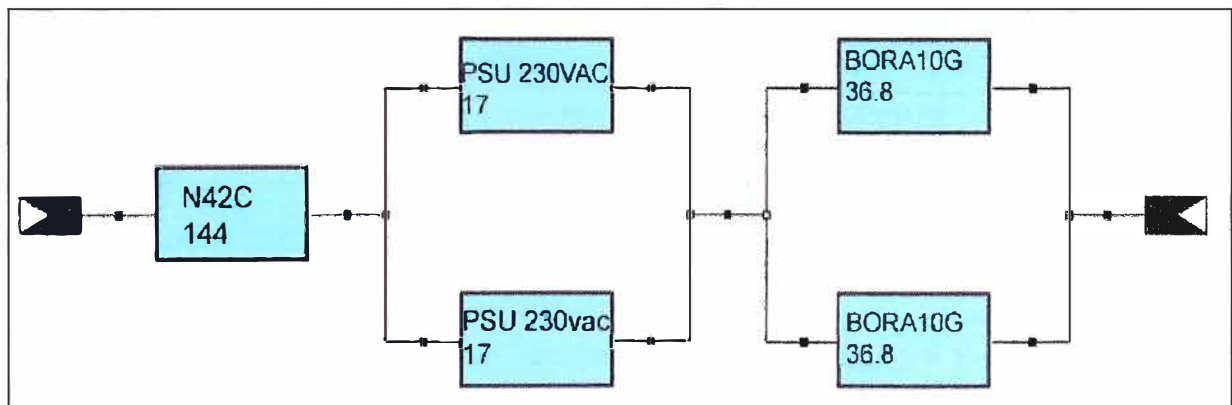 N42C
144
PSU 230VAC
17
PSU 230vac
17
BORA10G
36.8
BORA10G
36.8